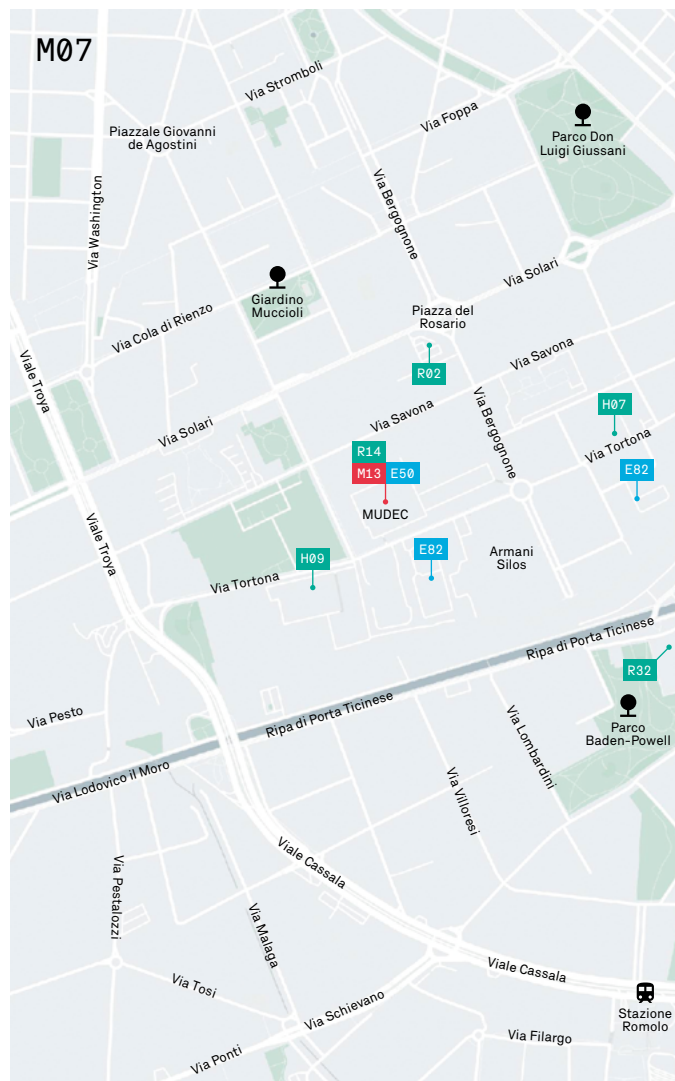 M07
Via Stromboli
Via Foppa
Piazzale Giovanni
de Agostini
Parco Don
Luigi Giussani
Via Washington
Via Bergognone
Via Solari
Giardino
Muccioli
Piazza del
Rosario
Via Cola di Rienzo
Via Savona
R02
Viale Troya
Via Savona
Via Bergognone
H07
Via Solari
Via Tortona
R14
M13 E50
E82
MUDEC
Viale Troya
E82
Armani
Silos
H09
Via Tortona
Ripa di Porta Ticinese
R32
Ripa di Porta Ticinese
Via Pesto
Via Lombardini
Parco
Baden-Powell
Via Lodovico il Moro
Via Villoresi
Viale Cassala
Via Pestalozzi
Via Malaga
Viale Cassala
Via Tosi
Via Schievano
Stazione
Romolo
Via Filargo
Via Ponti